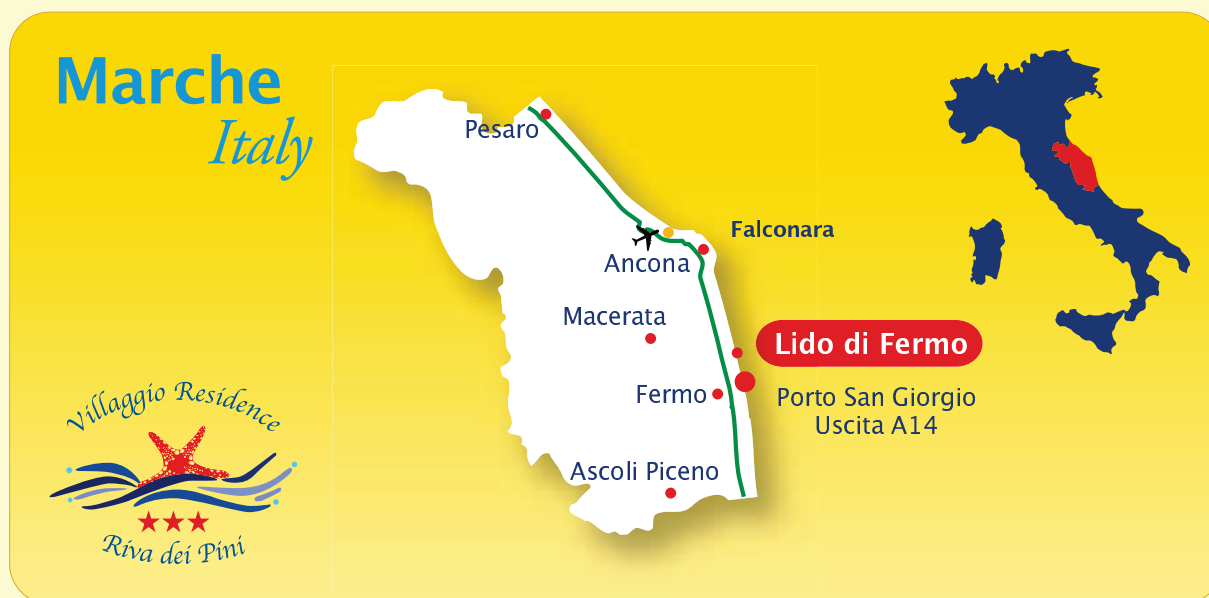 Marche
Italy
Pesaro
Falconara
Ancona
Macerata
Lido di Fermo
Fermo
Porto San Giorgio
Uscita A14
Ascoli Piceno
Villaggio Residence
Riva dei Pini